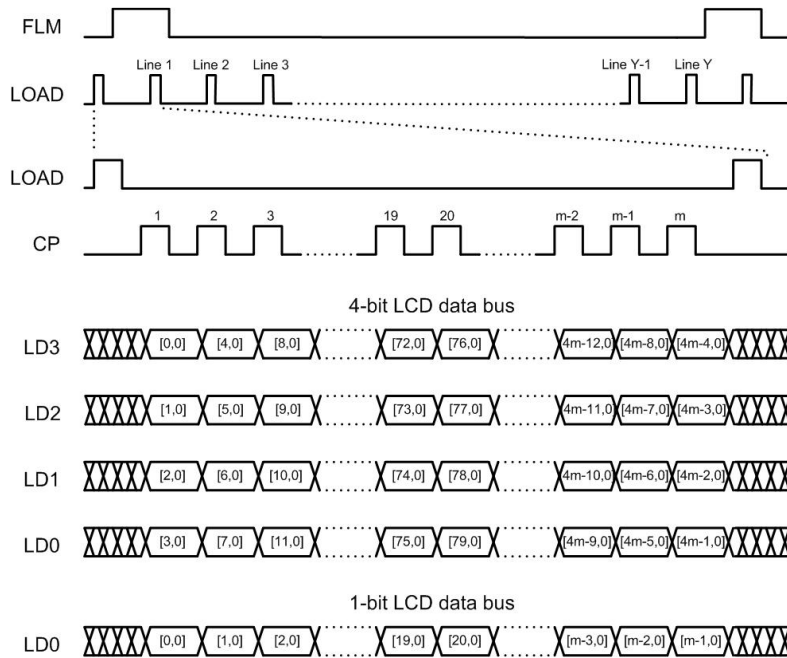 FLM
Line 1 Line 2 Line 3 Line Y-1 Line Y
LOAD
LOAD
1 2 3 19 20 m-2 m-1 m
CP
4-bit LCD data bus
LD3 [0,0] [4,0] [8,0] [72,0] [76,0] 4m-12,0] [4m-8,0] [4m-4,0]
LD2 [1,0] [5,0] [9,0] [73,0] [77,0] 4m-11,0] [4m-7,0] [4m-3,0]
LD1 [2,0] [6,0] [10,0] [74,0] [78,0] 4m-10,0] [4m-6,0] [4m-2,0]
LD0 [3,0] [7,0] [11,0] [75,0] [79,0] [4m-9,0] [4m-5,0] [4m-1,0]
1-bit LCD data bus
LD0 [0,0] [1,0] [2,0] [19,0] [20,0] [m-3,0] [m-2,0] [m-1,0]